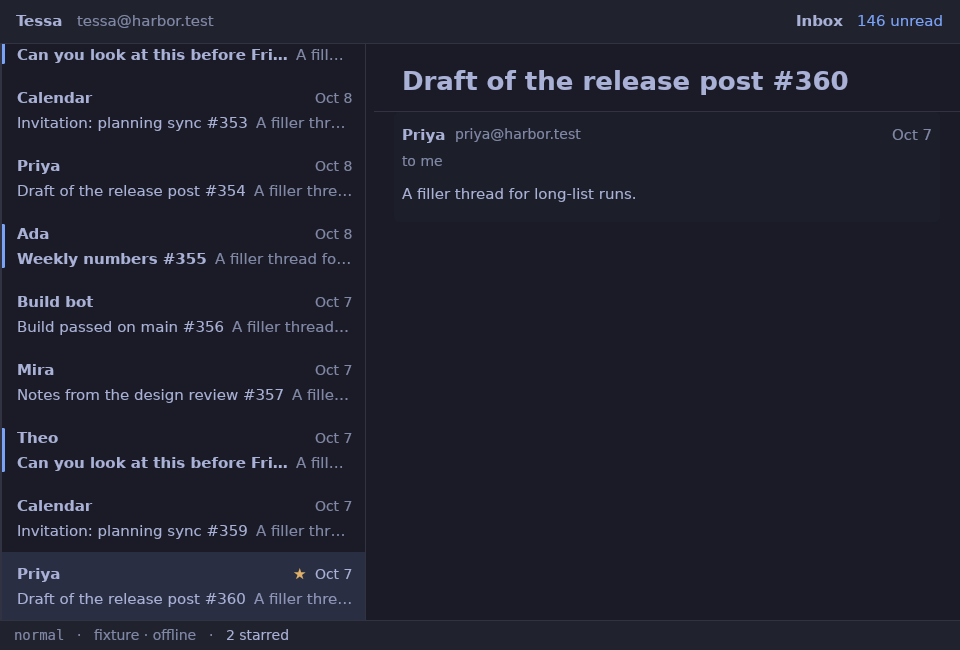 Tessa tessa@harbor.test
Inbox 146 unread
Can you look at this before Fri… A fill…
Calendar Oct 8
Invitation: planning sync #353 A filler thr…
Priya Oct 8
Draft of the release post #354 A filler thre…
Ada Oct 8
Weekly numbers #355 A filler thread fo…
Build bot Oct 7
Build passed on main #356 A filler thread…
Mira Oct 7
Notes from the design review #357 A fille…
Theo Oct 7
Can you look at this before Fri… A fill…
Calendar Oct 7
Invitation: planning sync #359 A filler thr…
Priya ★ Oct 7
Draft of the release post #360 A filler thre…
Draft of the release post #360
Priya priya@harbor.test Oct 7
to me
A filler thread for long-list runs.
normal · fixture · offline · 2 starred